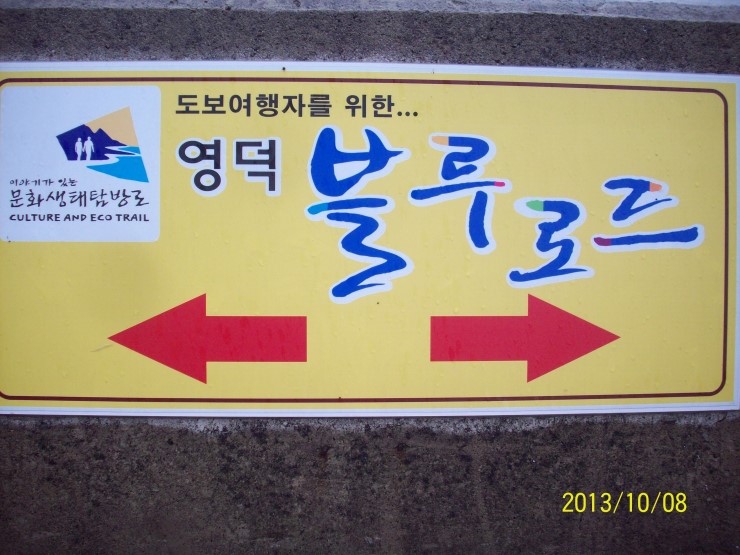 도보여행자를 위한...
영덕 블루로드
이야기가 있는
문화생태탐방로
CULTURE AND ECO TRAIL
2013/10/08